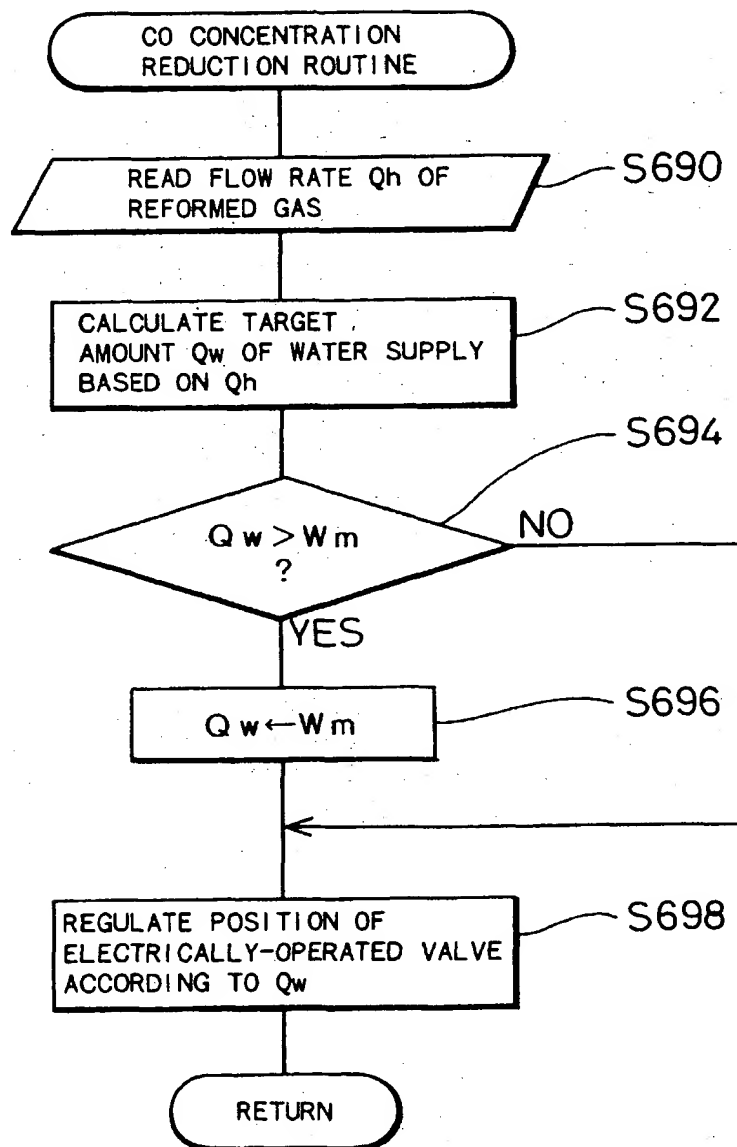 CO CONCENTRATION
REDUCTION ROUTINE
READ FLOW RATE Qh OF
REFORMED GAS
S690
CALCULATE TARGET
AMOUNT Qw OF WATER SUPPLY
BASED ON Qh
S692
S694
Qw>Wm
?
NO
YES
Qw←Wm
S696
REGULATE POSITION OF
ELECTRICALLY-OPERATED VALVE
ACCORDING TO Qw
S698
RETURN